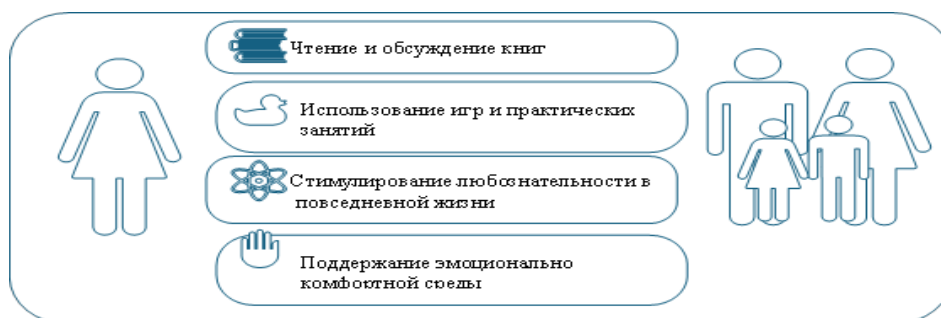 Чтение и обсуждение книг
Использование игр и практических
занятий
Стимулирование любознательности в
повседневной жизни
Поддержание эмоционально
комфортной среды